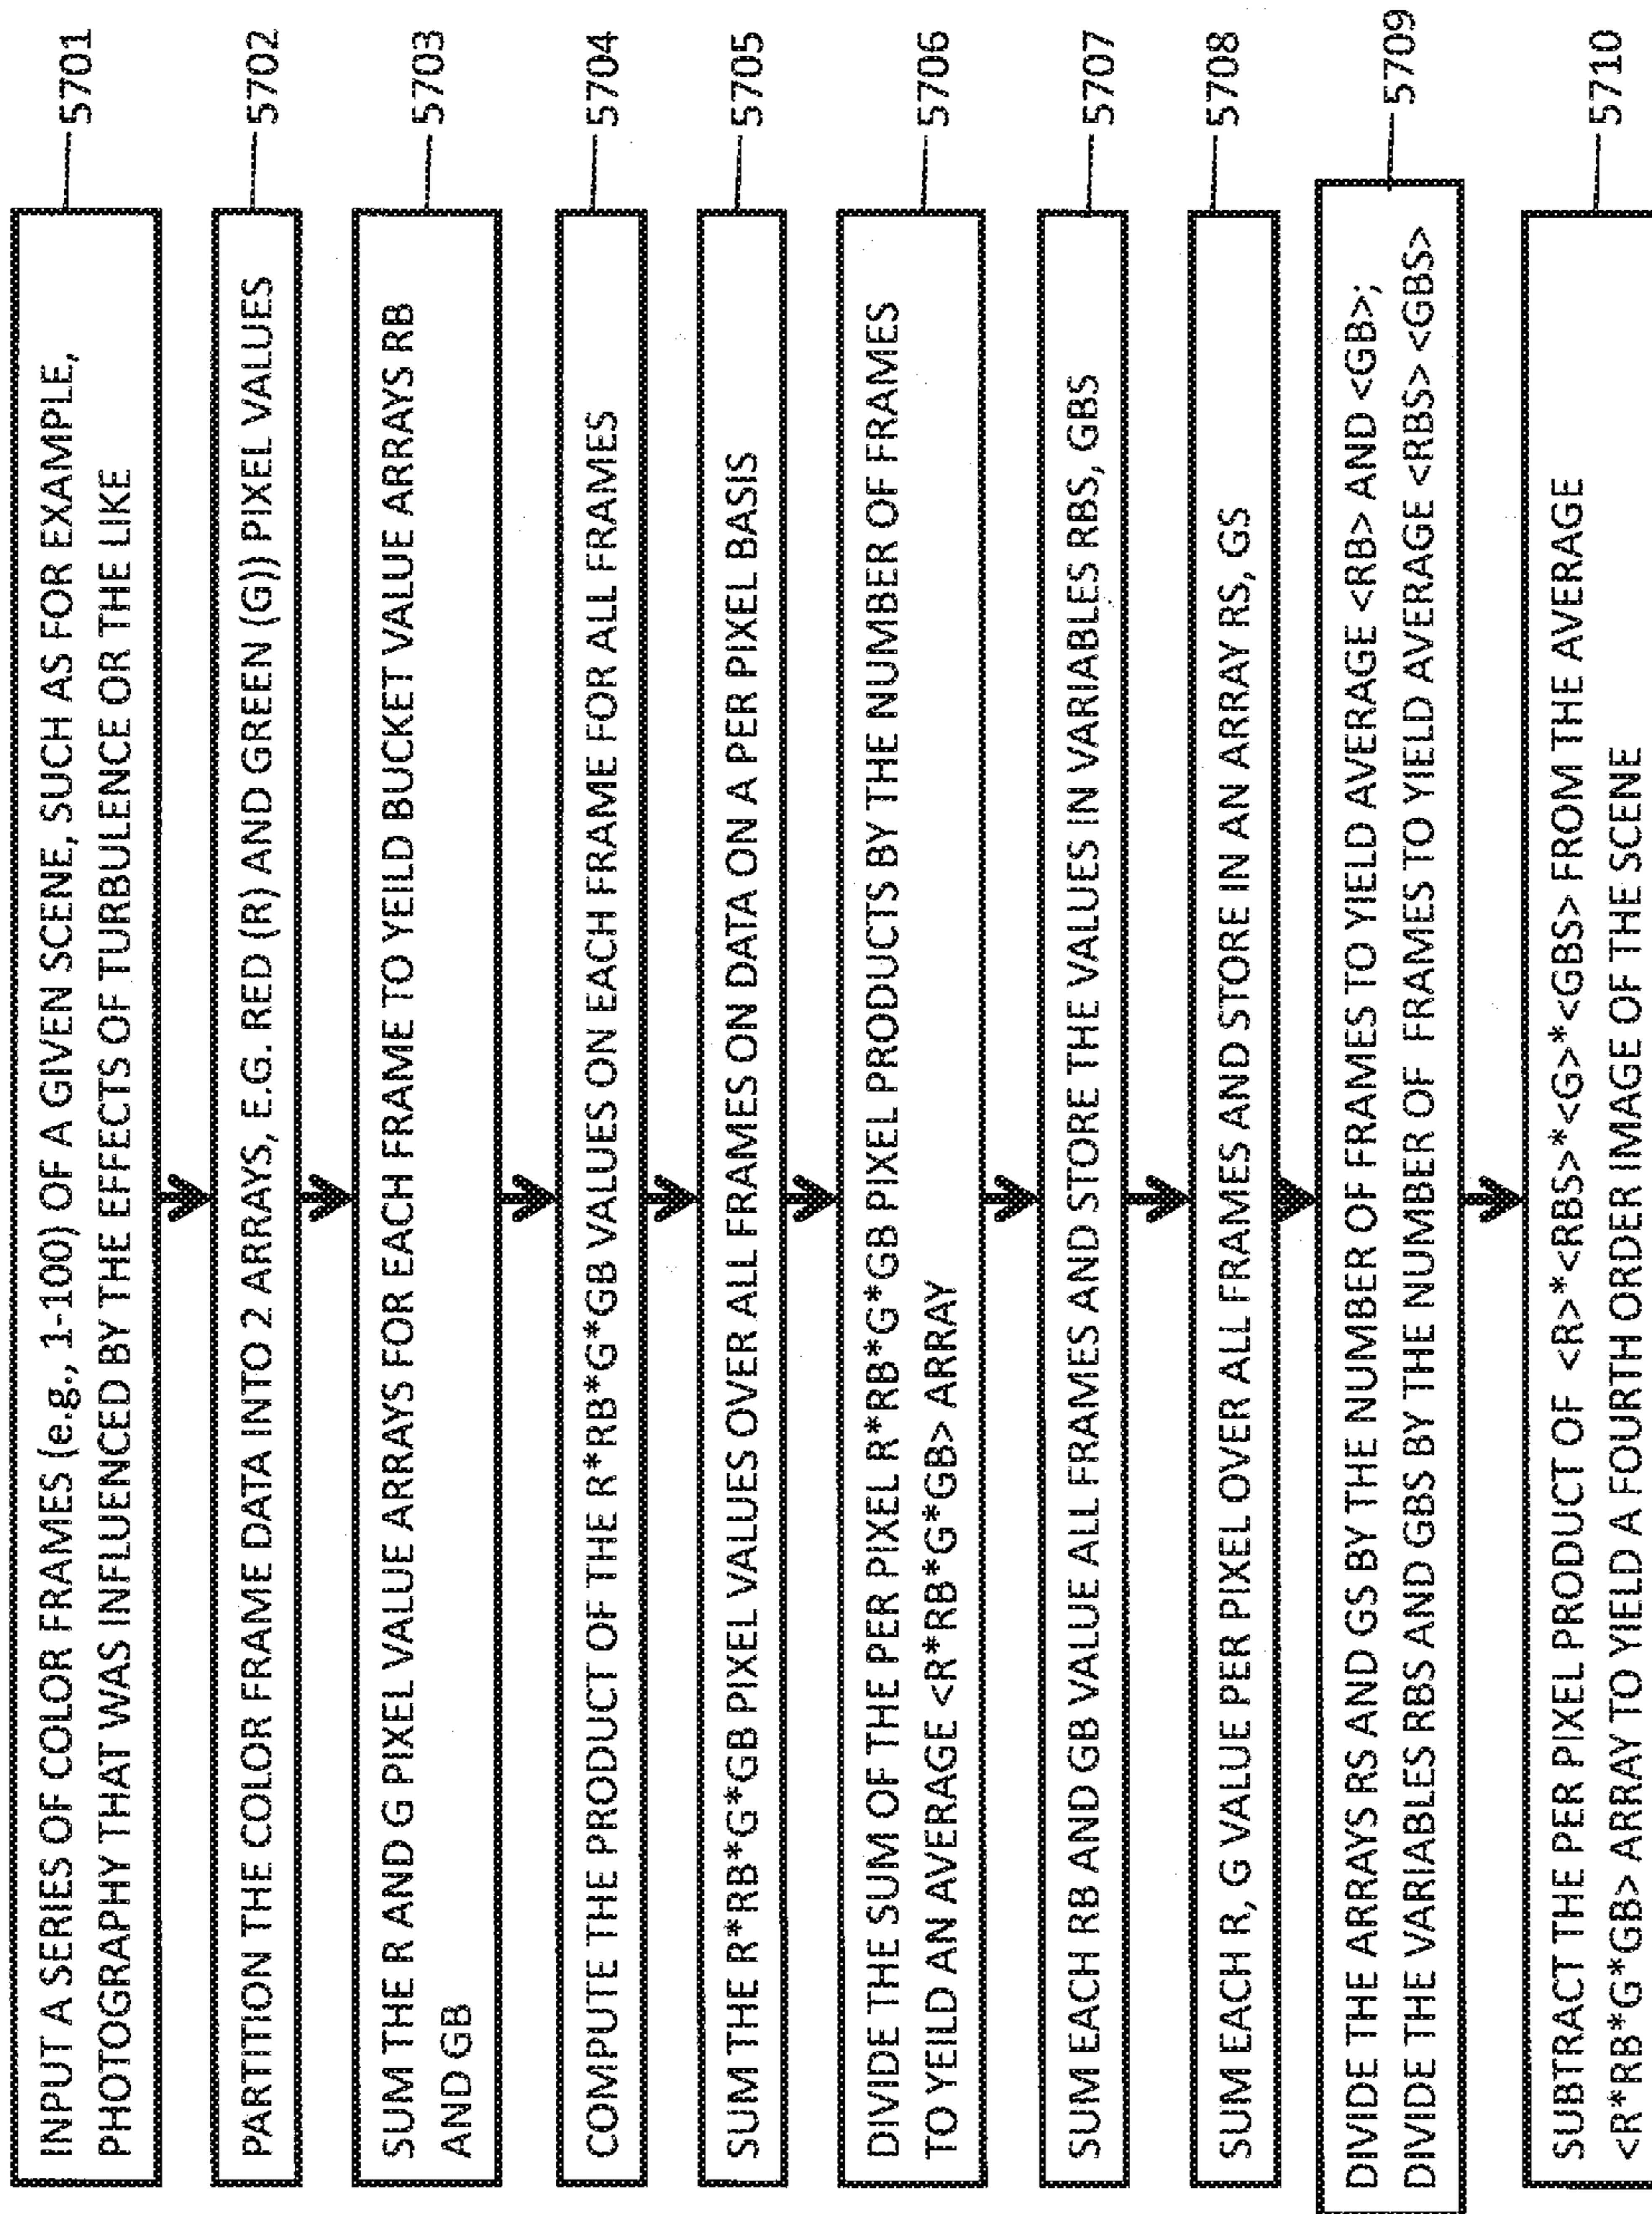 INPUT A SERIES OF COLOR FRAMES (e.g., 1-100) OF A GIVEN SCENE, SUCH AS FOR EXAMPLE,
PHOTOGRAPHY THAT WAS INFLUENCED BY THE EFFECTS OF TURBULENCE OR THE LIKE
5701
PARTITION THE COLOR FRAME DATA INTO 2 ARRAYS, E.G. RED (R) AND GREEN (G)) PIXEL VALUES
5702
SUM THE R AND G PIXEL VALUE ARRAYS FOR EACH FRAME TO YEILD BUCKET VALUE ARRAYS RB
AND GB
5703
COMPUTE THE PRODUCT OF THE R*RB*G*GB VALUES ON EACH FRAME FOR ALL FRAMES
5704
SUM THE R*RB*G*GB PIXEL VALUES OVER ALL FRAMES ON DATA ON A PER PIXEL BASIS
5705
DIVIDE THE SUM OF THE PER PIXEL R*RB*G*GB PIXEL PRODUCTS BY THE NUMBER OF FRAMES
TO YEILD AN AVERAGE <R*RB*G*GB> ARRAY
5706
SUM EACH RB AND GB VALUE ALL FRAMES AND STORE THE VALUES IN VARIABLES RBS, GBS
5707
SUM EACH R, G VALUE PER PIXEL OVER ALL FRAMES AND STORE IN AN ARRAY RS, GS
5708
DIVIDE THE ARRAYS RS AND GS BY THE NUMBER OF FRAMES TO YIELD AVERAGE <RB> AND <GB>;
DIVIDE THE VARIABLES RBS AND GBS BY THE NUMBER OF FRAMES TO YIELD AVERAGE <RBS> <GBS>
5709
SUBTRACT THE PER PIXEL PRODUCT OF <R>*<RBS>*<G>*<GBS> FROM THE AVERAGE
<R*RB*G*GB> ARRAY TO YIELD A FOURTH ORDER IMAGE OF THE SCENE
5710